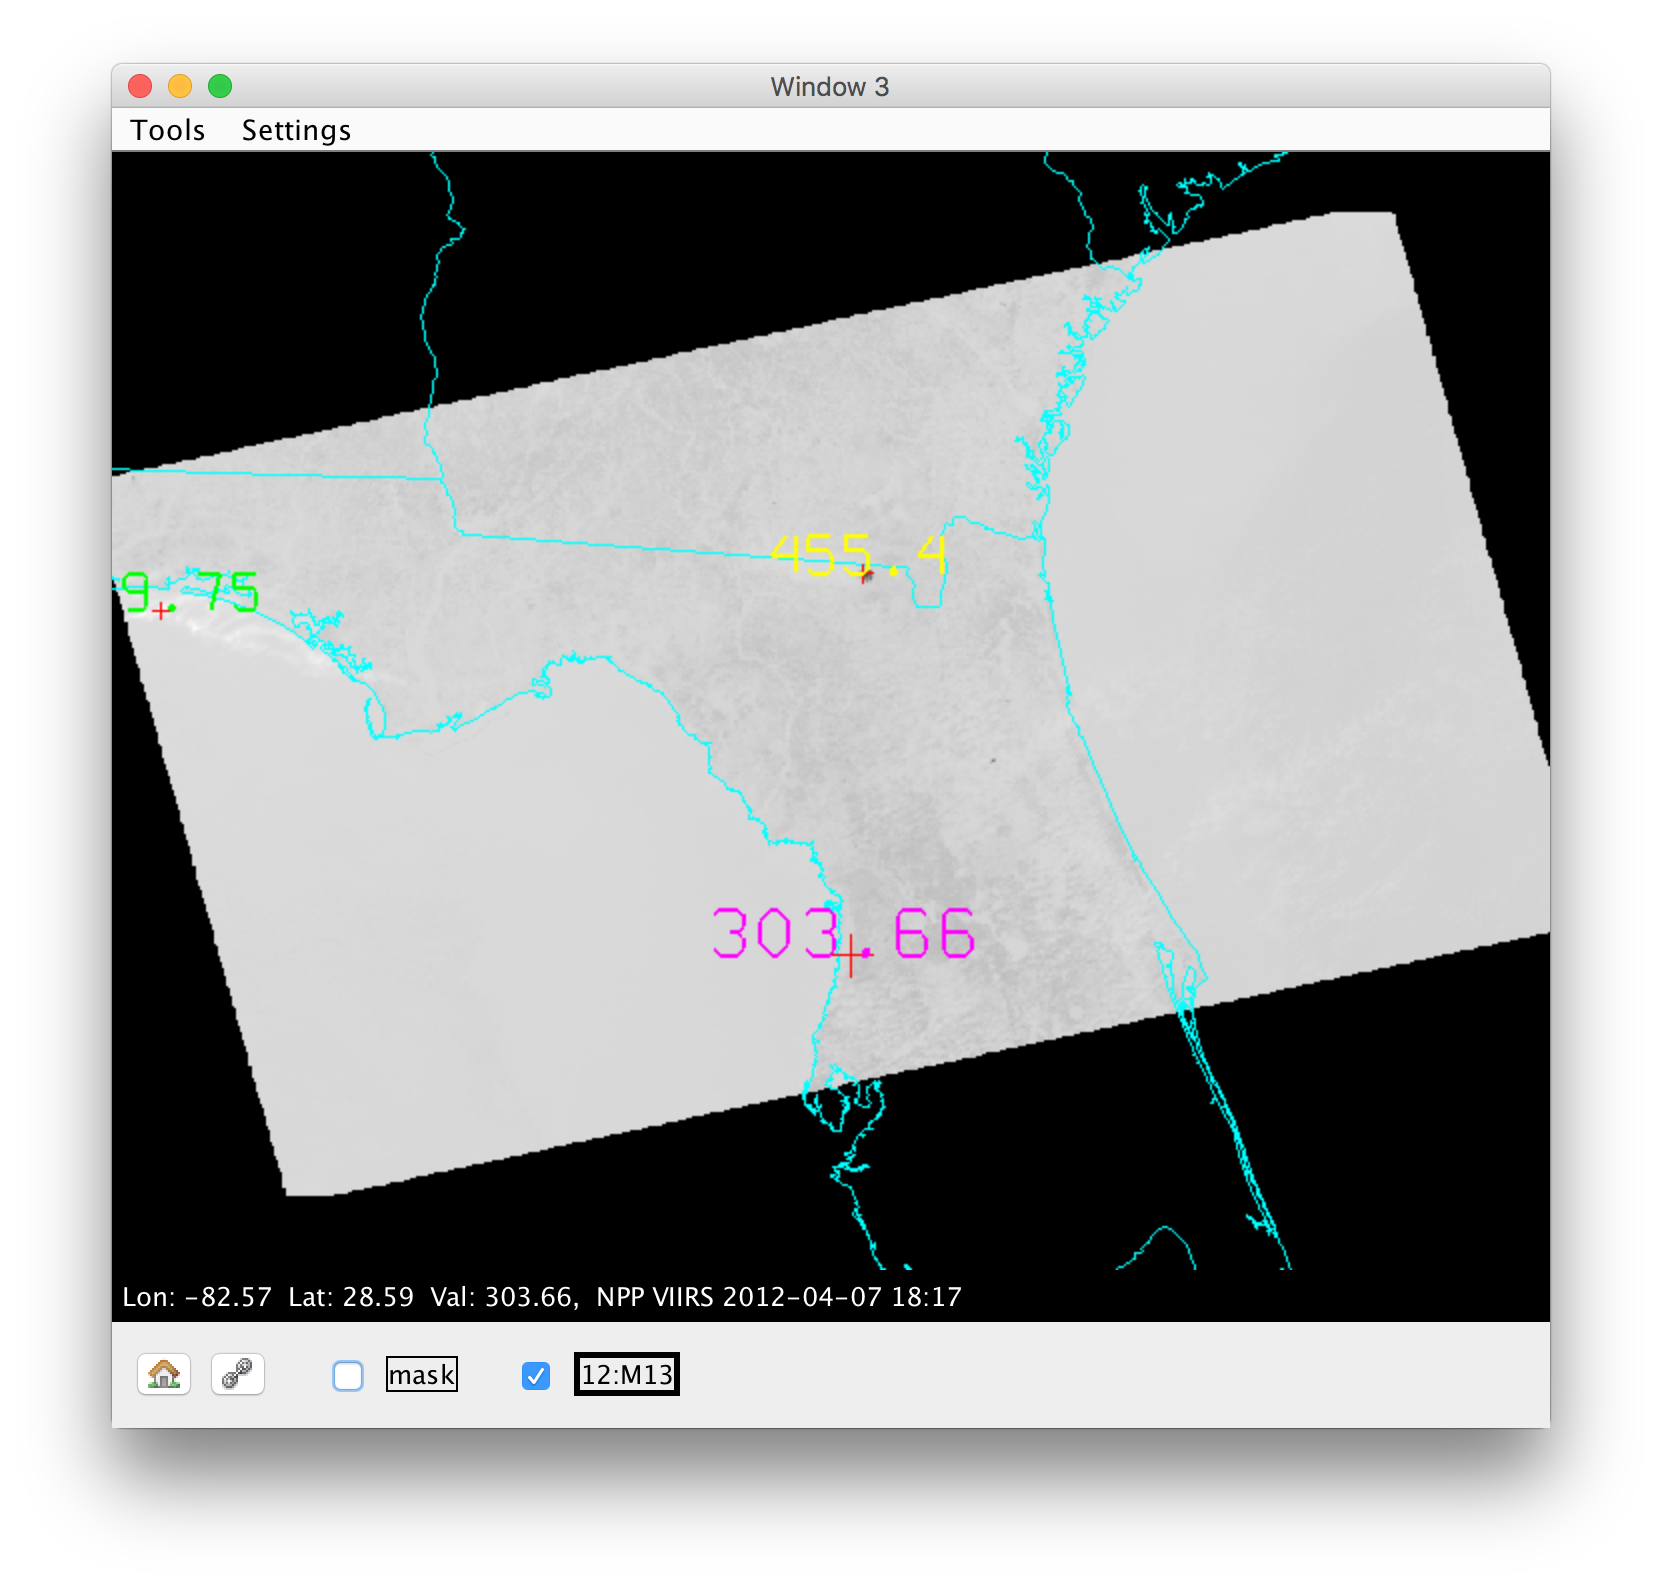 Window 3
Tools Settings
455.4
9.75
303.66
Lon: -82.57 Lat: 28.59 Val: 303.66, NPP VIIRS 2012-04-07 18:17
mask 12:M13